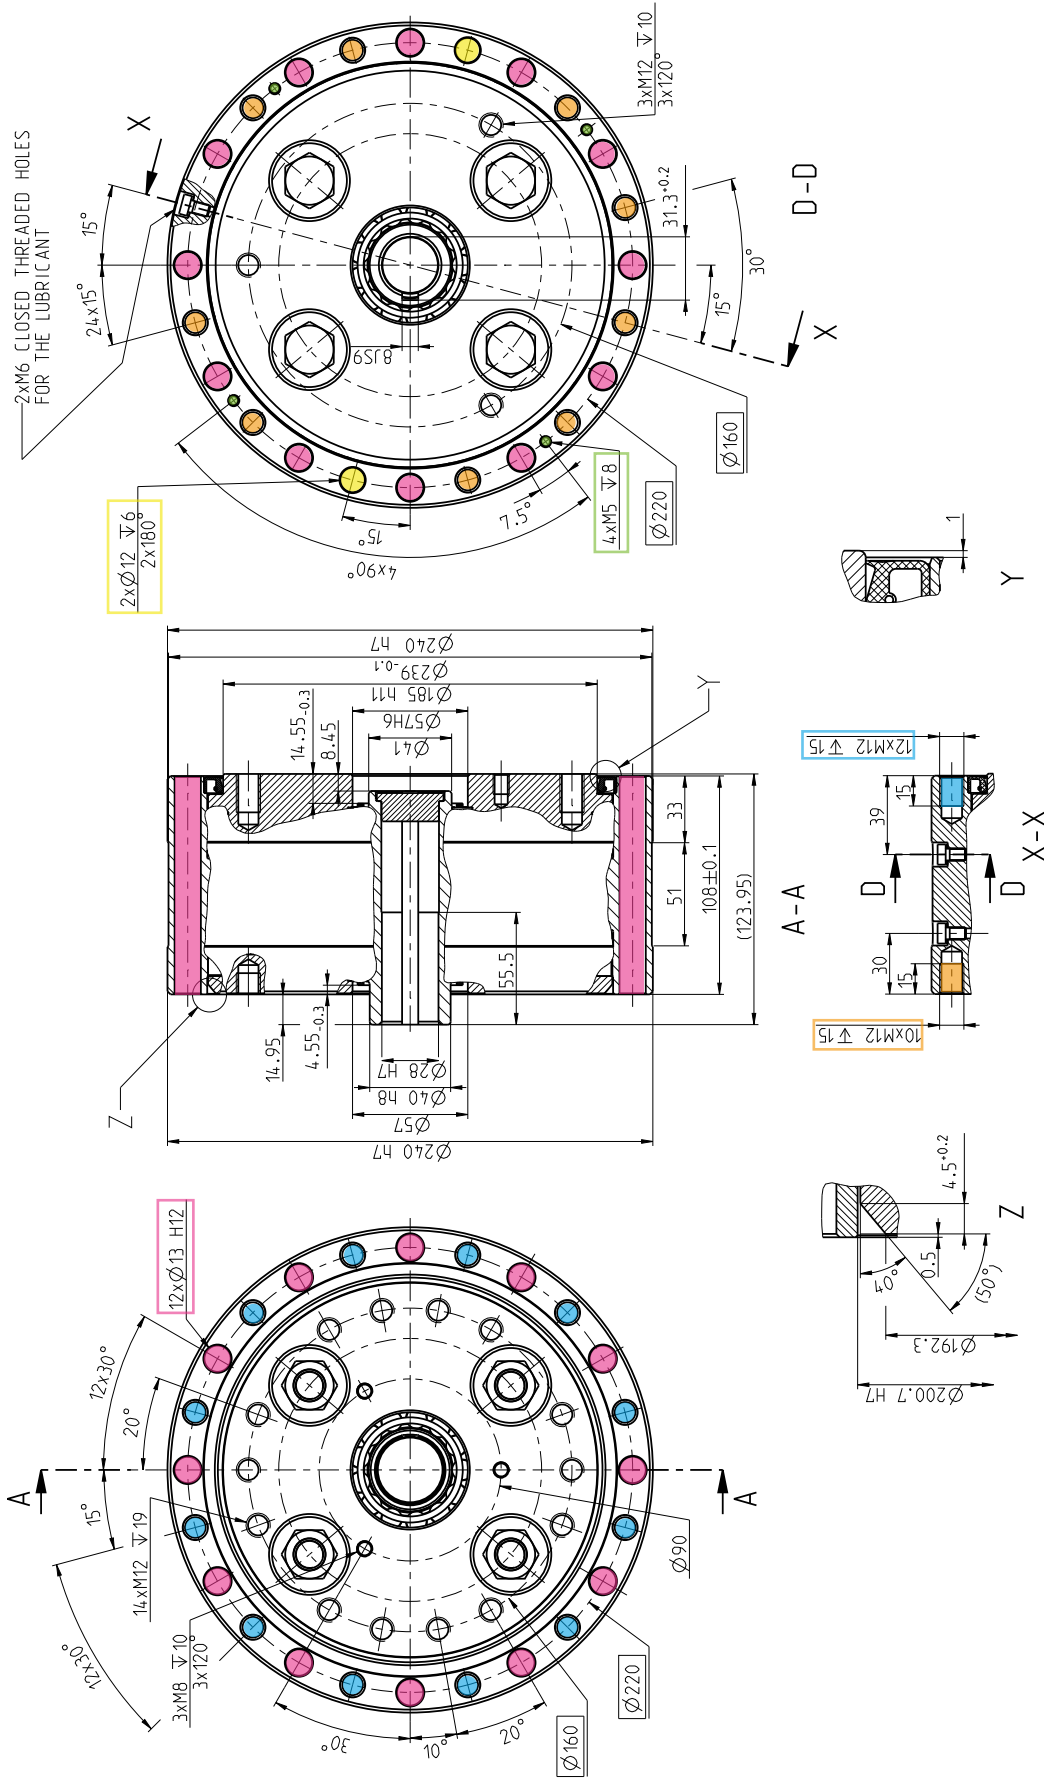 2xM6 CLOSED THREADED HOLES
FOR THE LUBRICANT
X
15°
24x15°
3xM12 ↧10
3x120°
31.3+0.2
30°
15°
D-D
X
8JS9
Ø160
2xØ12 ↧6
2x180°
15°
4x90°
7.5°
4xM5 ↧8
Ø220
1
Y
Ø240 h7
Ø239-0.1
Ø185 h11
Ø57H6
Ø41
14.55-0.3
8.45
Y
33
51
108±0.1
(123.95)
A-A
55.5
14.95
4.55-0.3
Z
Ø28 H7
Ø40 h8
Ø57
Ø240 h7
12xM12 ↧15
15
39
D
D
X-X
30
15
10xM12 ↧15
4.5+0.2
Z
0.5
40°
(50°)
Ø192.3
Ø200.7 H7
12xØ13 H12
12x30°
20°
A
A
15°
14xM12 ↧19
12x30°
3xM8 ↧10
3x120°
Ø90
30°
10°
20°
Ø220
Ø160